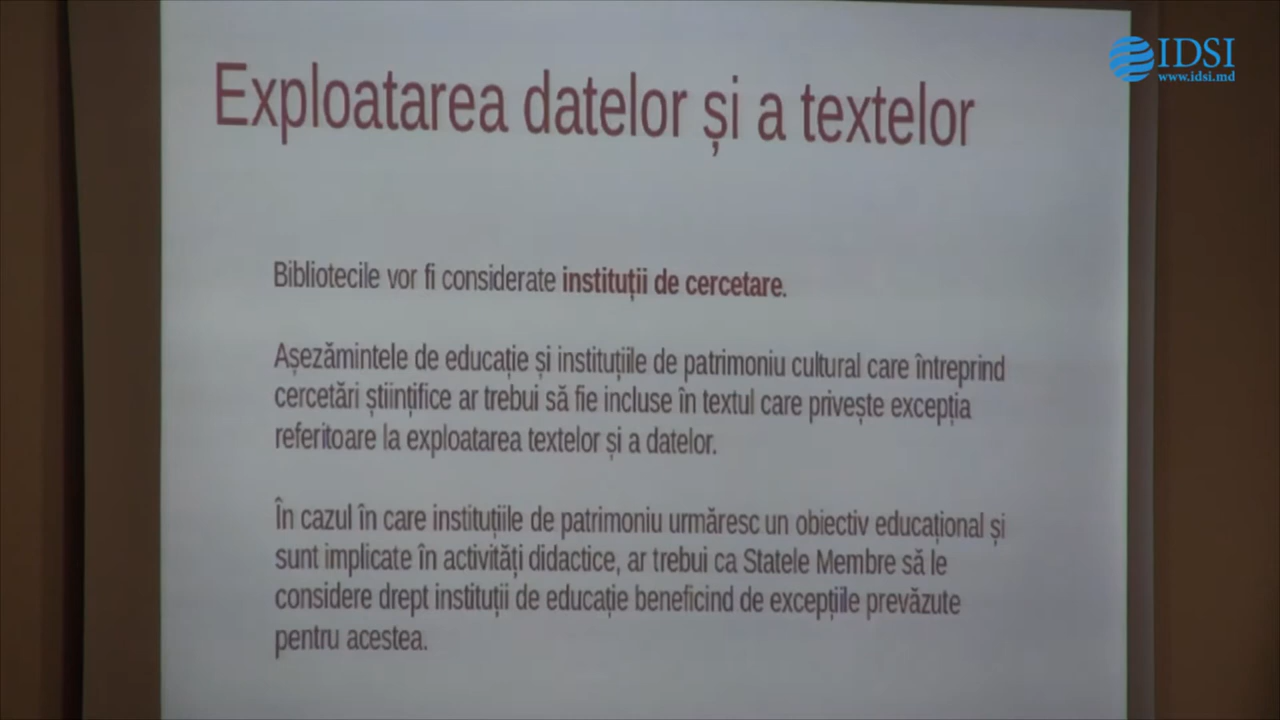 IDSI
www.idsi.md
Exploatarea datelor și a textelor
Bibliotecile vor fi considerate instituții de cercetare.
Așezămintele de educație și instituțiile de patrimoniu cultural care întreprind
cercetări științifice ar trebui să fie incluse în textul care privește excepția
referitoare la exploatarea textelor și a datelor.
În cazul în care instituțiile de patrimoniu urmăresc un obiectiv educațional și
sunt implicate în activități didactice, ar trebui ca Statele Membre să le
considere drept instituții de educație beneficind de excepțiile prevăzute
pentru acestea.